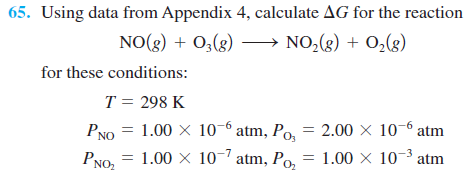 65. Using data from Appendix 4, calculate ΔG for the reaction
NO(g) + O₃(g) ⟶ NO₂(g) + O₂(g)
for these conditions:
T = 298 K
P_NO = 1.00 × 10⁻⁶ atm, P_O₃ = 2.00 × 10⁻⁶ atm
P_NO₂ = 1.00 × 10⁻⁷ atm, P_O₂ = 1.00 × 10⁻³ atm